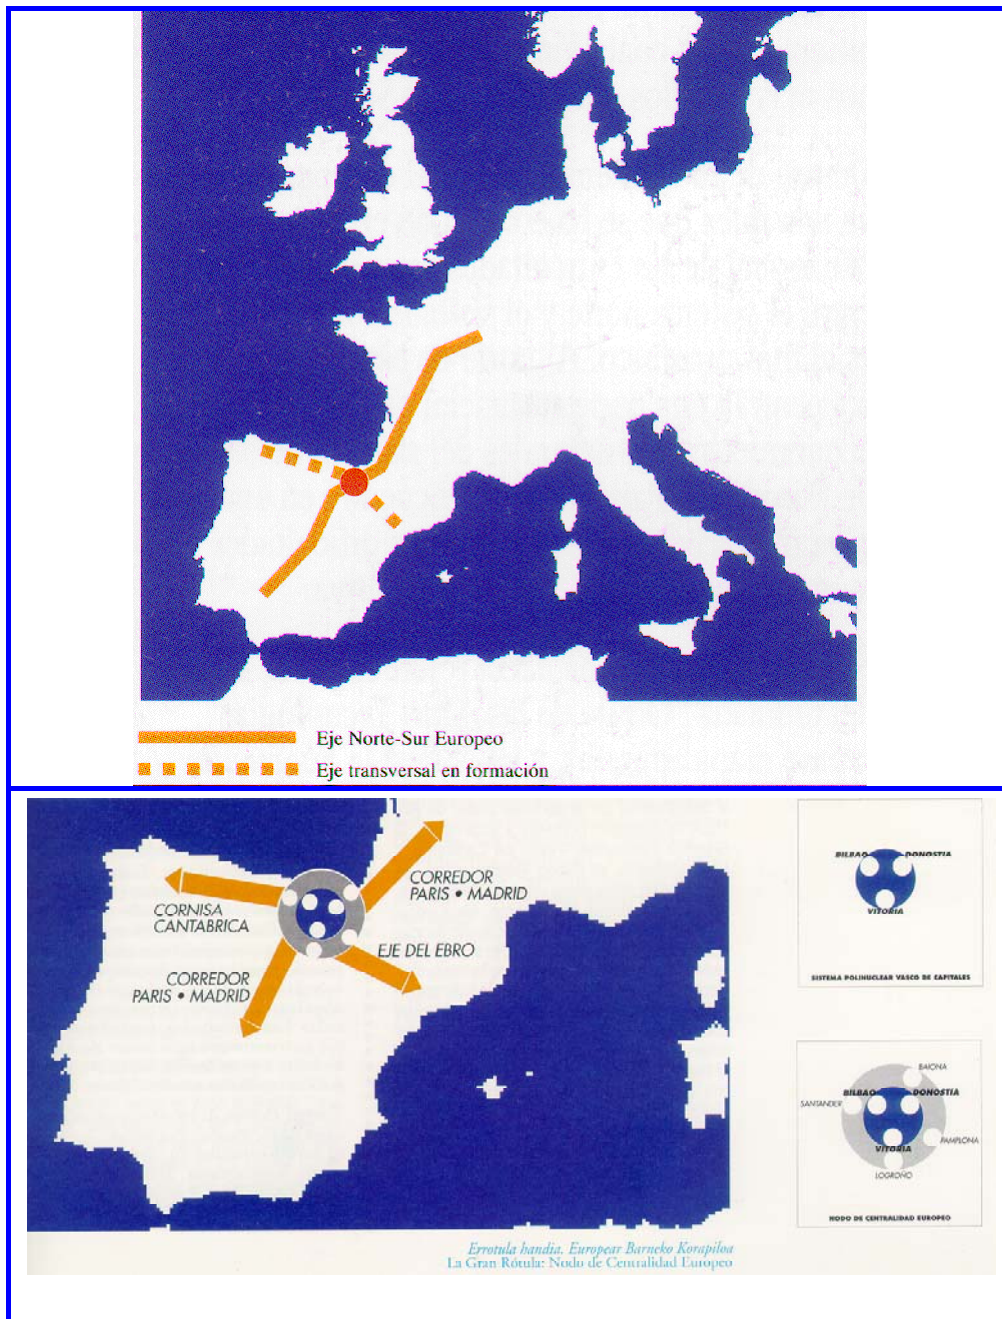 Eje Norte-Sur Europeo
Eje transversal en formación
CORREDOR
PARIS • MADRID
CORNISA
CANTABRICA
EJE DEL EBRO
CORREDOR
PARIS • MADRID
BILBAO DONOSTIA
VITORIA
SISTEMA POLINUCLEAR VASCO DE CAPITALES
BAIONA
BILBAO DONOSTIA
SANTANDER
PAMPLONA
VITORIA
LOGROÑO
NODO DE CENTRALIDAD EUROPEO
Errotula handia. Europear Barneko Korapiloa
La Gran Rótula: Nodo de Centralidad Europeo